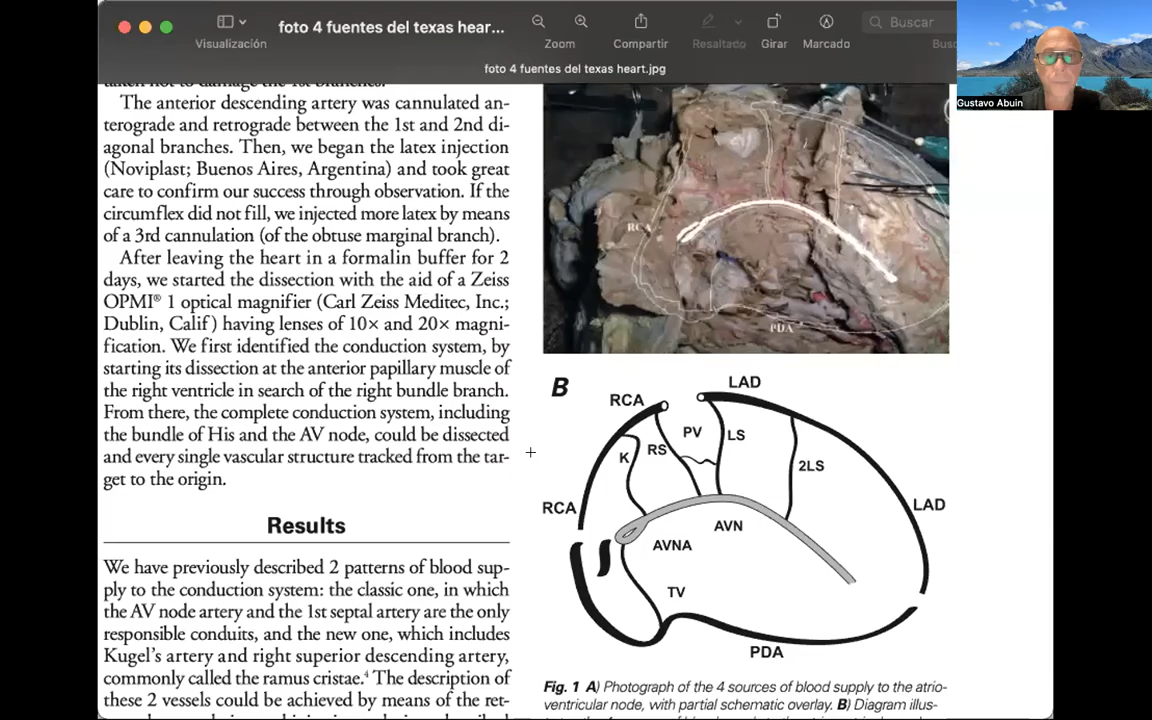 foto 4 fuentes del texas hear...
Visualización
Zoom
Compartir
Resaltado
Girar
Marcado
Buscar
foto 4 fuentes del texas heart.jpg
Gustavo Abuin
The anterior descending artery was cannulated an-
terograde and retrograde between the 1st and 2nd di-
agonal branches. Then, we began the latex injection
(Noviplast; Buenos Aires, Argentina) and took great
care to confirm our success through observation. If the
circumflex did not fill, we injected more latex by means
of a 3rd cannulation (of the obtuse marginal branch).
After leaving the heart in a formalin buffer for 2
days, we started the dissection with the aid of a Zeiss
OPMI® 1 optical magnifier (Carl Zeiss Meditec, Inc.;
Dublin, Calif) having lenses of 10× and 20× magni-
fication. We first identified the conduction system, by
starting its dissection at the anterior papillary muscle of
the right ventricle in search of the right bundle branch.
From there, the complete conduction system, including
the bundle of His and the AV node, could be dissected
and every single vascular structure tracked from the tar-
get to the origin.
Results
We have previously described 2 patterns of blood sup-
ply to the conduction system: the classic one, in which
the AV node artery and the 1st septal artery are the only
responsible conduits, and the new one, which includes
Kugel's artery and right superior descending artery,
commonly called the ramus cristae.4 The description of
these 2 vessels could be achieved by means of the ret-
RCA
PDA
B
LAD
RCA
PV
LS
RS
K
2LS
RCA
LAD
AVN
AVNA
TV
PDA
Fig. 1 A) Photograph of the 4 sources of blood supply to the atrio-
ventricular node, with partial schematic overlay. B) Diagram illus-